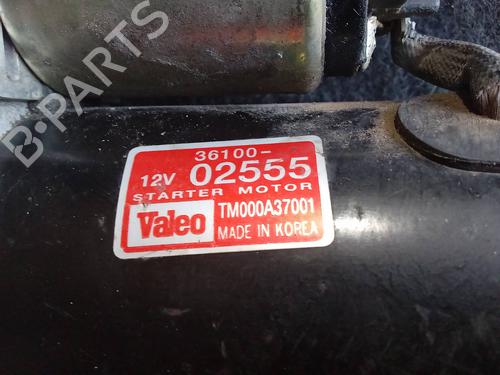 B-PARTS
36100-
12V 02555
STARTER MOTOR
Valeo TM000A37001
MADE IN KOREA